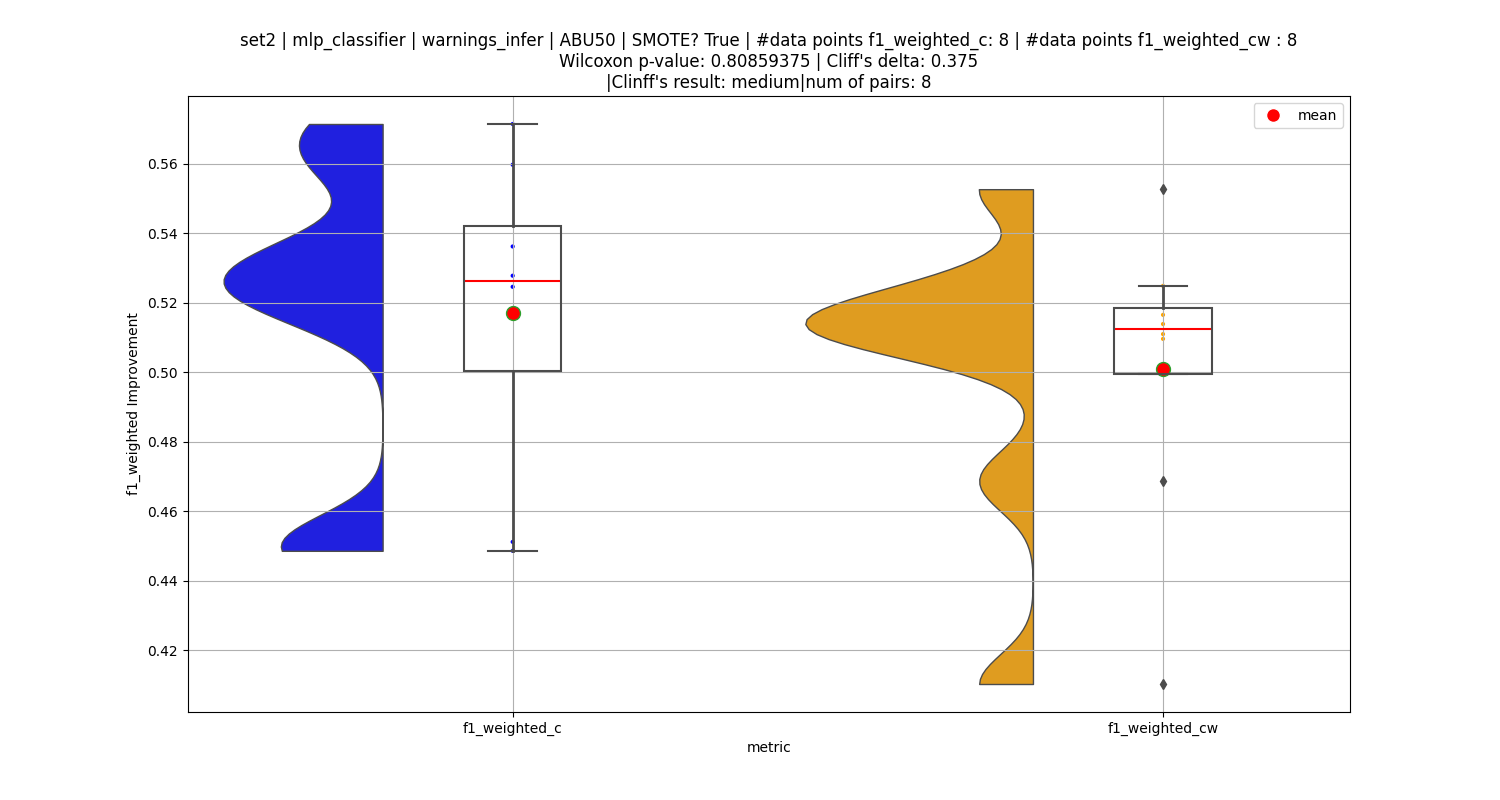 set2 | mlp_classifier | warnings_infer | ABU50 | SMOTE? True | #data points f1_weighted_c: 8 | #data points f1_weighted_cw : 8
Wilcoxon p-value: 0.80859375 | Cliff's delta: 0.375
|Clinff's result: medium|num of pairs: 8
mean
0.56
0.54
0.52
0.50
0.48
0.46
0.44
0.42
f1_weighted Improvement
f1_weighted_c
f1_weighted_cw
metric